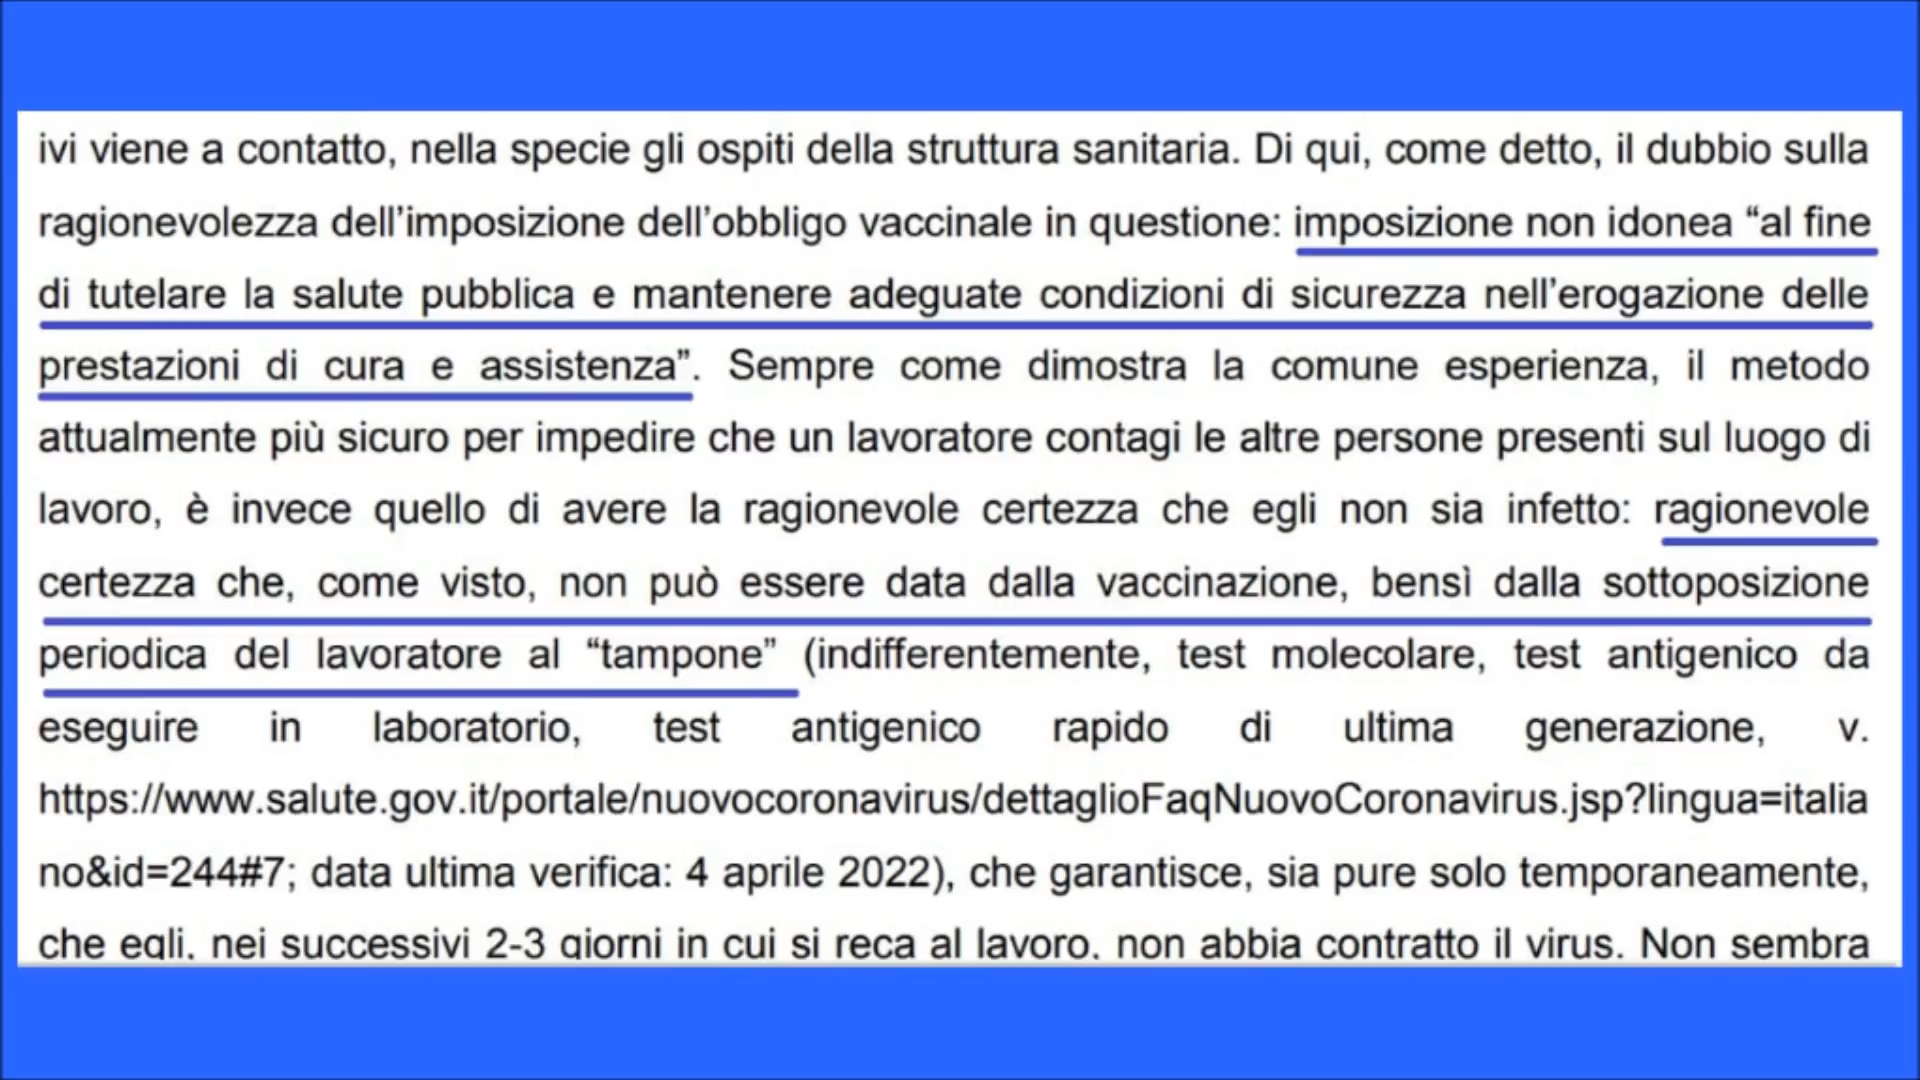 ivi viene a contatto, nella specie gli ospiti della struttura sanitaria. Di qui, come detto, il dubbio sulla
ragionevolezza dell’imposizione dell’obbligo vaccinale in questione: imposizione non idonea “al fine
di tutelare la salute pubblica e mantenere adeguate condizioni di sicurezza nell’erogazione delle
prestazioni di cura e assistenza”. Sempre come dimostra la comune esperienza, il metodo
attualmente più sicuro per impedire che un lavoratore contagi le altre persone presenti sul luogo di
lavoro, è invece quello di avere la ragionevole certezza che egli non sia infetto: ragionevole
certezza che, come visto, non può essere data dalla vaccinazione, bensì dalla sottoposizione
periodica del lavoratore al “tampone” (indifferentemente, test molecolare, test antigenico da
eseguire in laboratorio, test antigenico rapido di ultima generazione, v.
https://www.salute.gov.it/portale/nuovocoronavirus/dettaglioFaqNuovoCoronavirus.jsp?lingua=italia
no&id=244#7; data ultima verifica: 4 aprile 2022), che garantisce, sia pure solo temporaneamente,
che egli, nei successivi 2-3 giorni in cui si reca al lavoro, non abbia contratto il virus. Non sembra